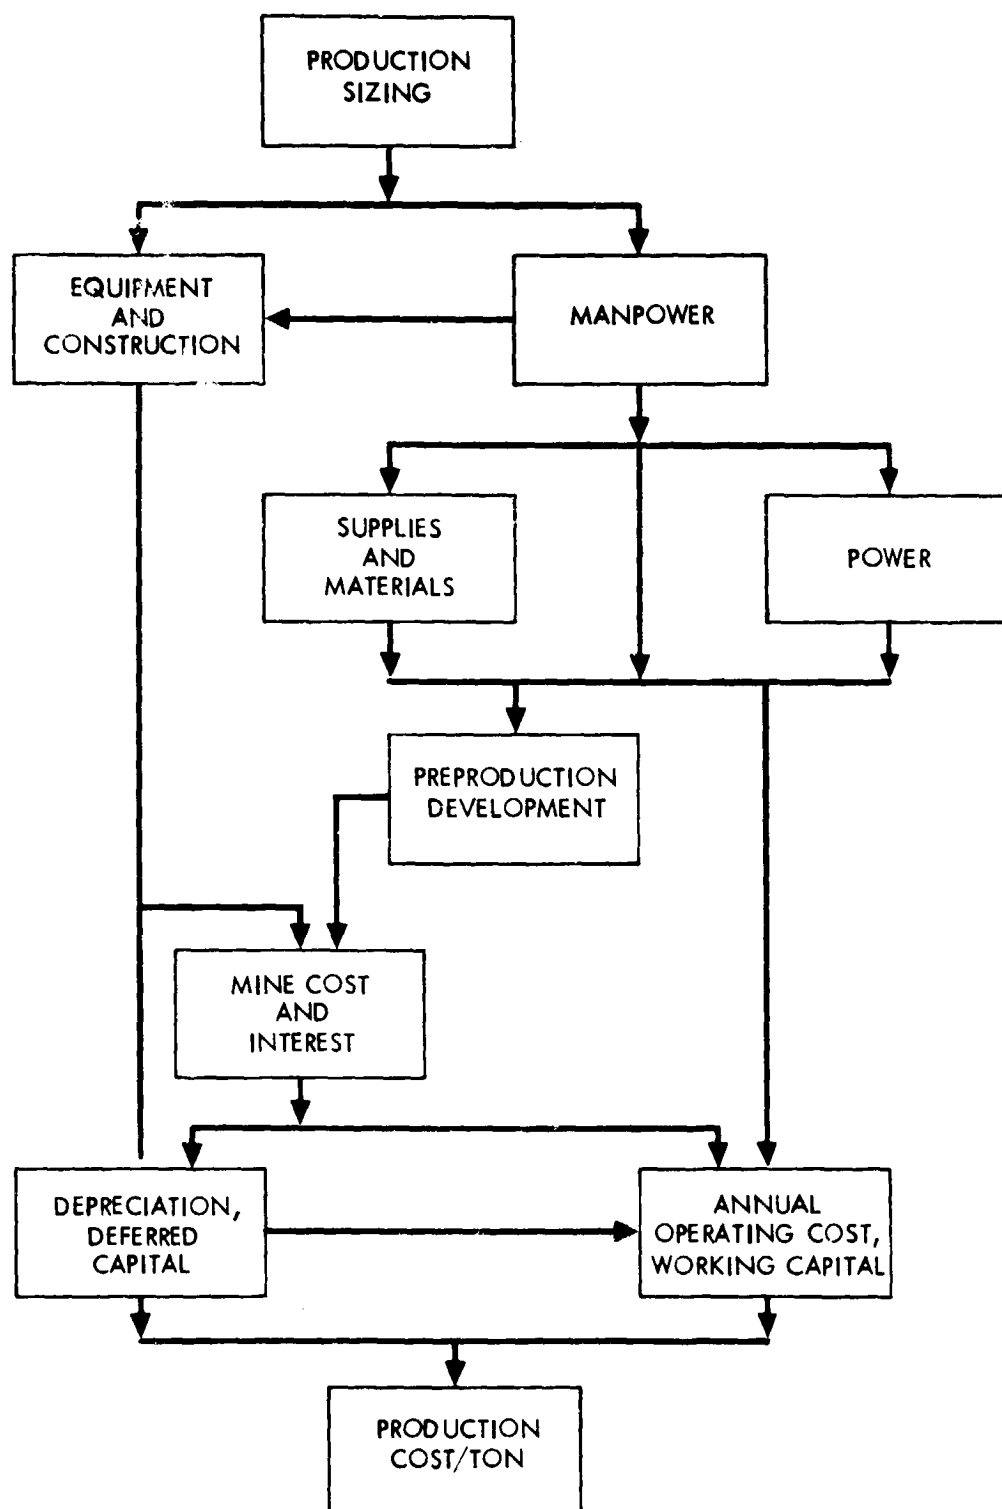 PRODUCTION
SIZING
EQUIPMENT
AND
CONSTRUCTION
MANPOWER
SUPPLIES
AND
MATERIALS
POWER
PREPRODUCTION
DEVELOPMENT
MINE COST
AND
INTEREST
DEPRECIATION,
DEFERRED
CAPITAL
ANNUAL
OPERATING COST,
WORKING CAPITAL
PRODUCTION
COST/TON